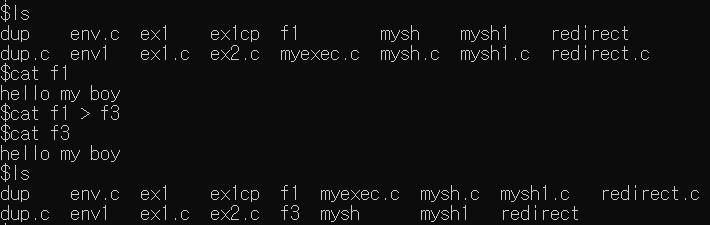 $ls
dup    env.c  ex1    ex1cp  f1        mysh    mysh1    redirect
dup.c  env1   ex1.c  ex2.c  myexec.c  mysh.c  mysh1.c  redirect.c
$cat f1
hello my boy
$cat f1 > f3
$cat f3
hello my boy
$ls
dup    env.c  ex1    ex1cp  f1  myexec.c  mysh.c  mysh1.c   redirect.c
dup.c  env1   ex1.c  ex2.c  f3  mysh      mysh1   redirect